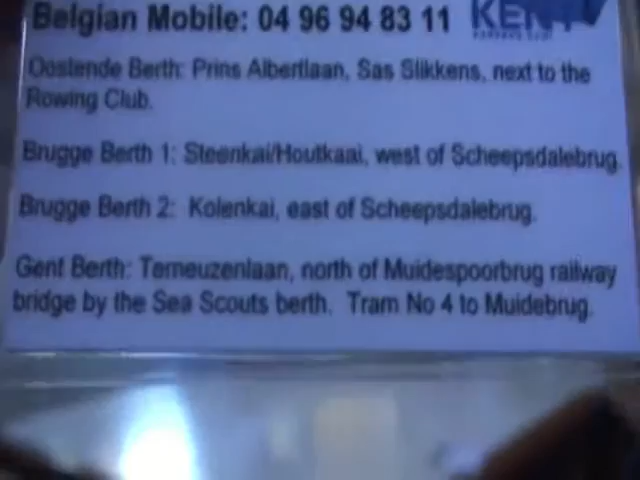 Belgian Mobile: 04 96 94 83 11 KENT
Oostende Berth: Prins Albertlaan, Sas Slikkens, next to the
Rowing Club.
Brugge Berth 1: Steenkai/Houtkaai, west of Scheepsdalebrug.
Brugge Berth 2: Kolenkai, east of Scheepsdalebrug.
Gent Berth: Terneuzenlaan, north of Muidespoorbrug railway
bridge by the Sea Scouts berth. Tram No 4 to Muidebrug.